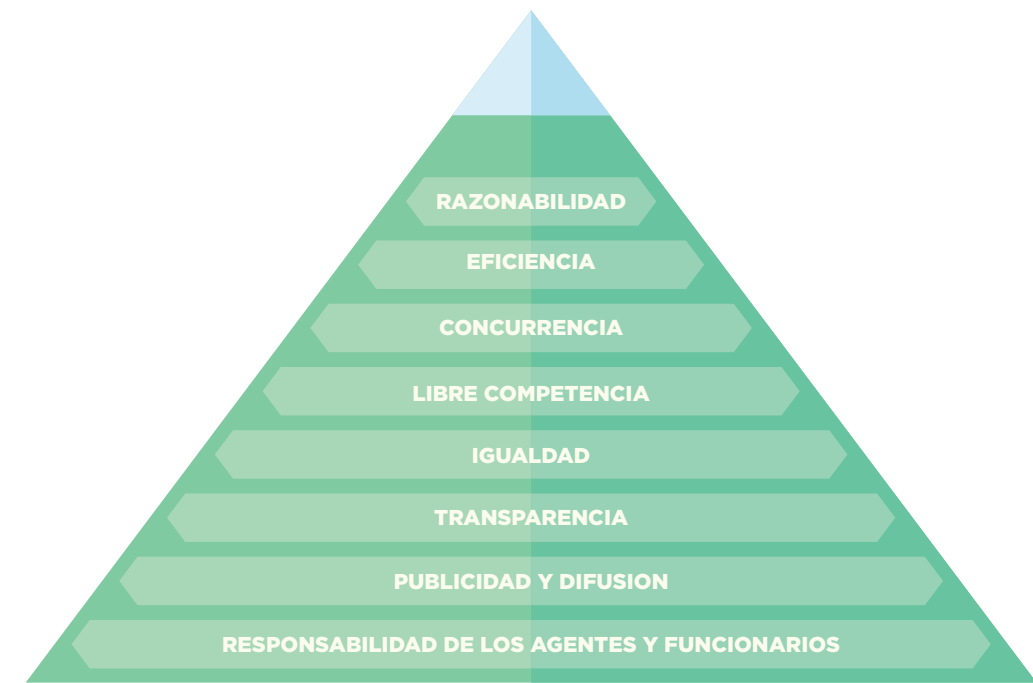 RAZONABILIDAD
EFICIENCIA
CONCURRENCIA
LIBRE COMPETENCIA
IGUALDAD
TRANSPARENCIA
PUBLICIDAD Y DIFUSION
RESPONSABILIDAD DE LOS AGENTES Y FUNCIONARIOS